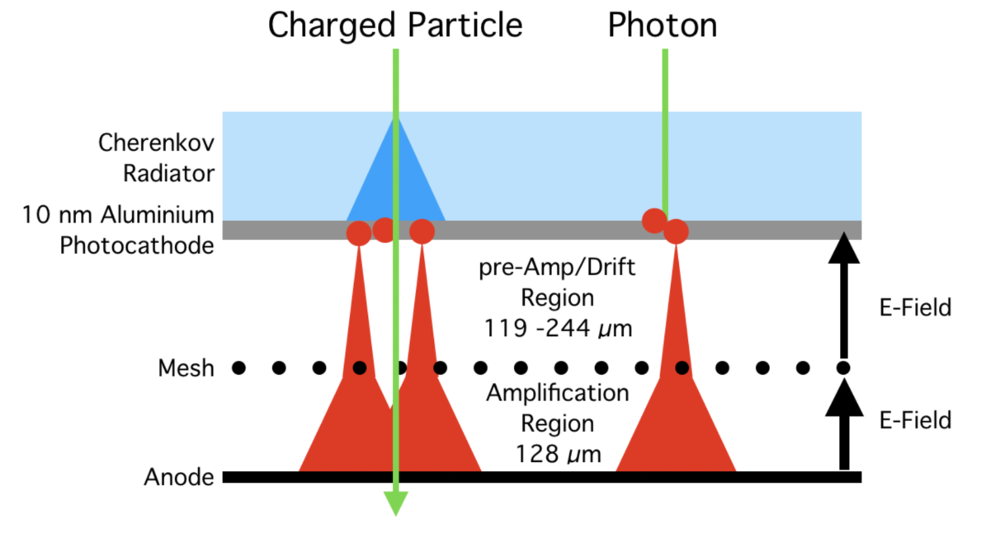 Charged Particle
Photon
Cherenkov
Radiator
10 nm Aluminium
Photocathode
pre-Amp/Drift
Region
119 -244 µm
E-Field
Mesh
Amplification
Region
128 µm
E-Field
Anode